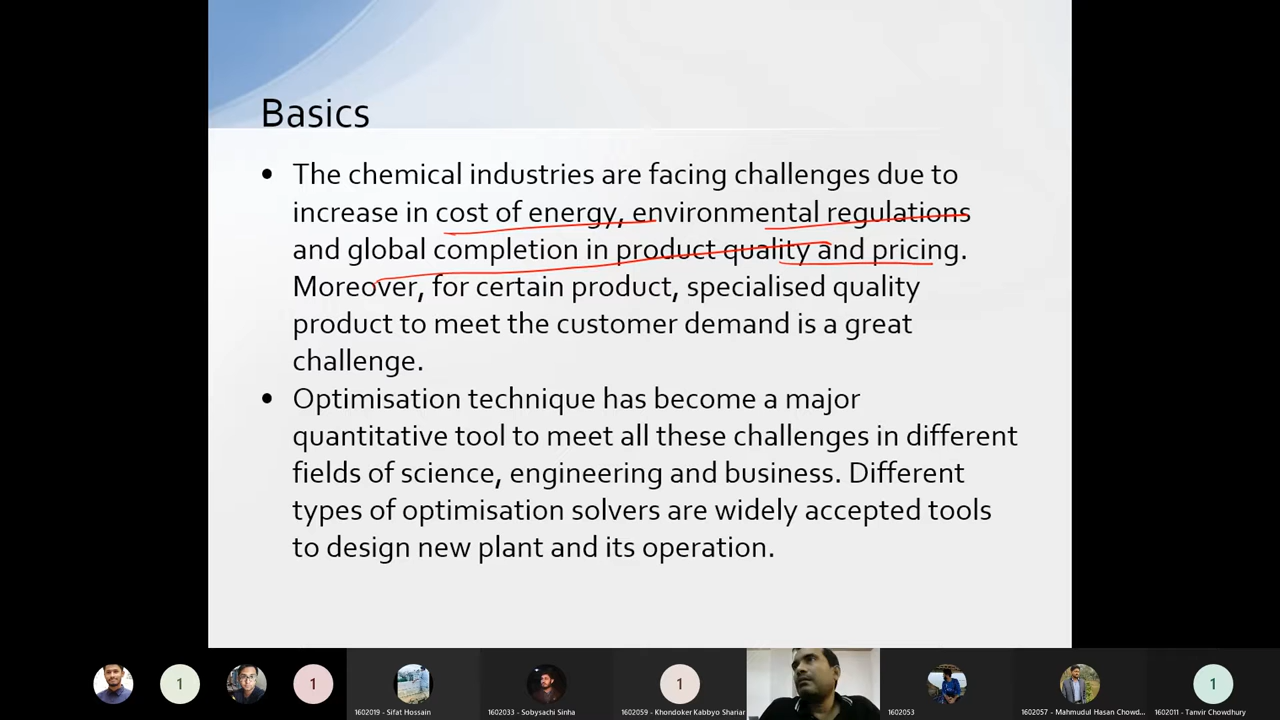 Basics
• The chemical industries are facing challenges due to
increase in cost of energy, environmental regulations
and global completion in product quality and pricing.
Moreover, for certain product, specialised quality
product to meet the customer demand is a great
challenge.
• Optimisation technique has become a major
quantitative tool to meet all these challenges in different
fields of science, engineering and business. Different
types of optimisation solvers are widely accepted tools
to design new plant and its operation.
1 1 1 1
1602019 - Sifat Hossain 1602033 - Sobysachi Sinha 1602059 - Khondoker Kabbyo Shariar 1602053 1602057 - Mahmudul Hasan Chowd... 1602011 - Tanvir Chowdhury